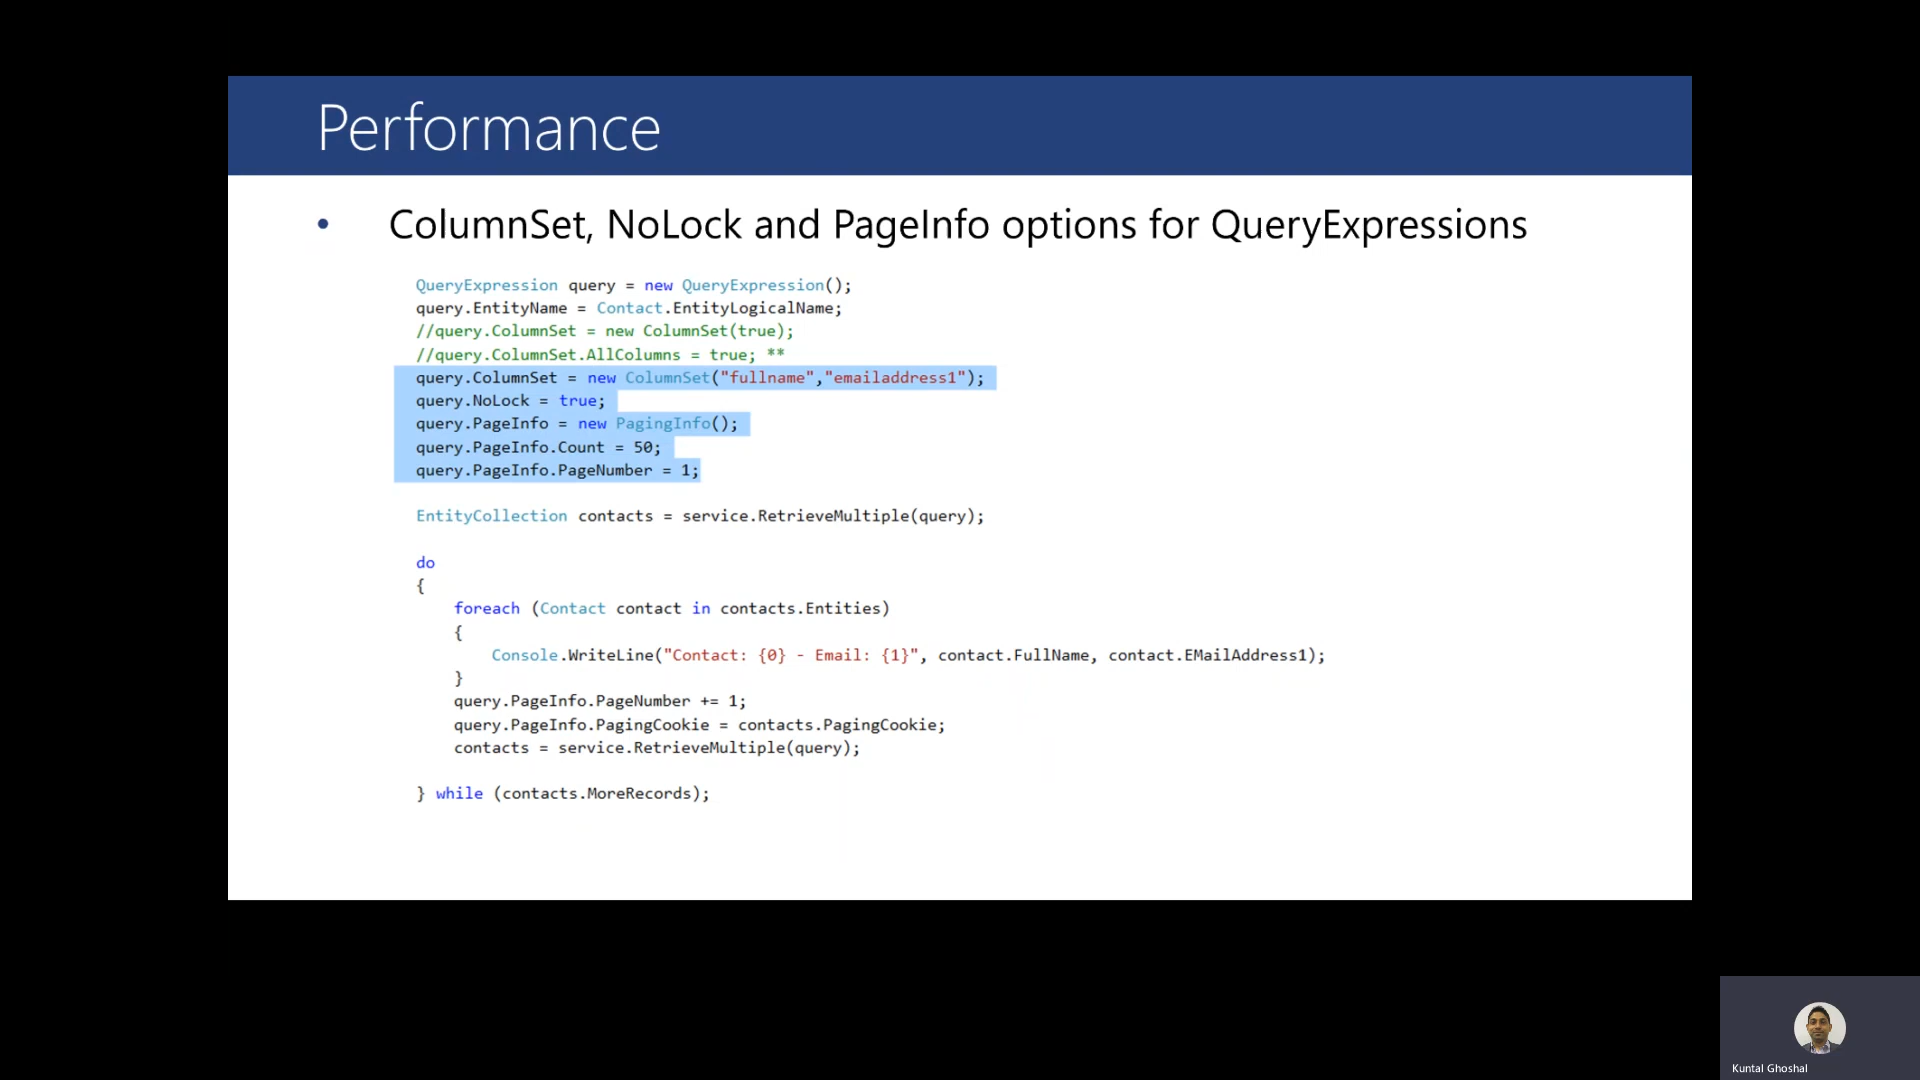 Performance
• ColumnSet, NoLock and PageInfo options for QueryExpressions
QueryExpression query = new QueryExpression();
query.EntityName = Contact.EntityLogicalName;
//query.ColumnSet = new ColumnSet(true);
//query.ColumnSet.AllColumns = true; **
query.ColumnSet = new ColumnSet("fullname","emailaddress1");
query.NoLock = true;
query.PageInfo = new PagingInfo();
query.PageInfo.Count = 50;
query.PageInfo.PageNumber = 1;
EntityCollection contacts = service.RetrieveMultiple(query);
do
{
foreach (Contact contact in contacts.Entities)
{
Console.WriteLine("Contact: {0} - Email: {1}", contact.FullName, contact.EMailAddress1);
}
query.PageInfo.PageNumber += 1;
query.PageInfo.PagingCookie = contacts.PagingCookie;
contacts = service.RetrieveMultiple(query);
} while (contacts.MoreRecords);
Kuntal Ghoshal